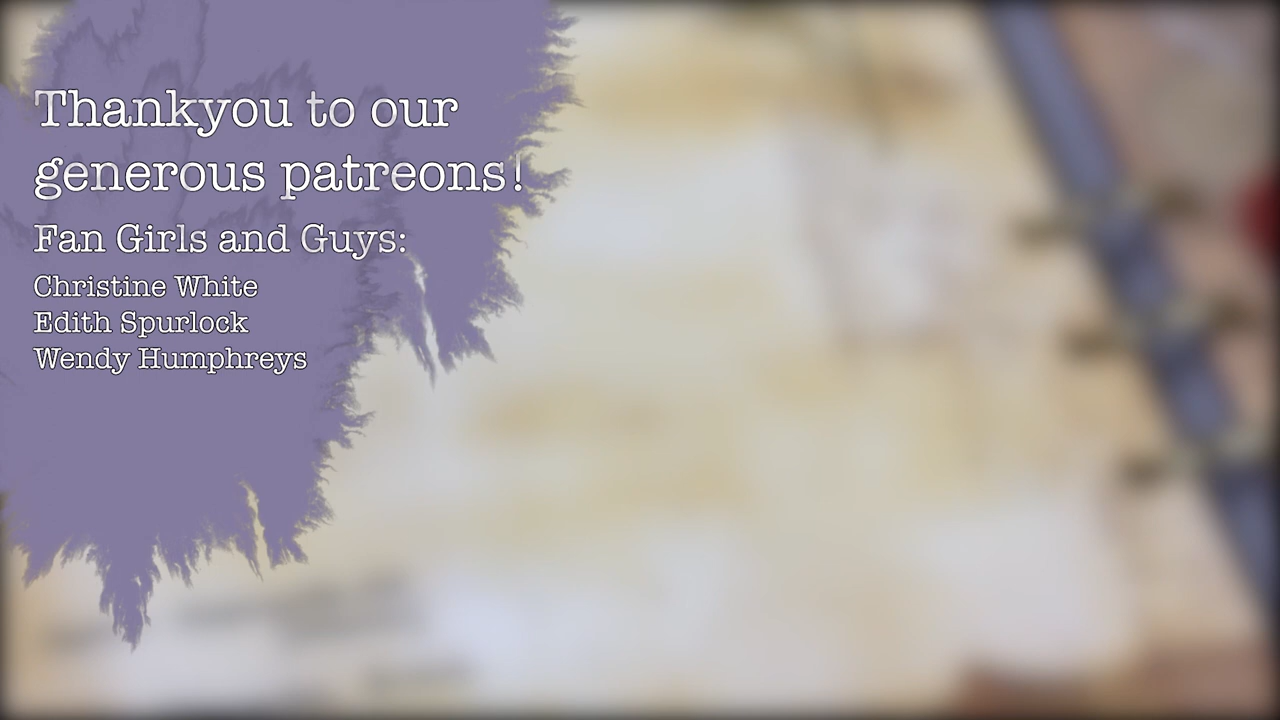 Thankyou to our
generous patreons!
Fan Girls and Guys:
Christine White
Edith Spurlock
Wendy Humphreys